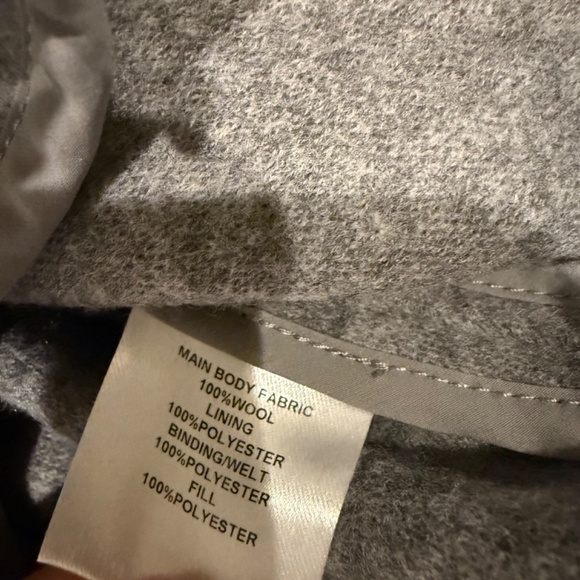 MAIN BODY FABRIC
100%WOOL
LINING
100%POLYESTER
BINDING/WELT
100%POLYESTER
FILL
100%POLYESTER